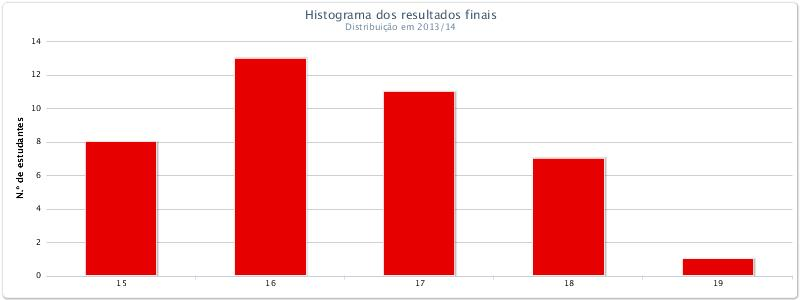 Histograma dos resultados finais
Distribuição em 2013/14
14
12
10
8
6
4
2
0
N.º de estudantes
15 16 17 18 19